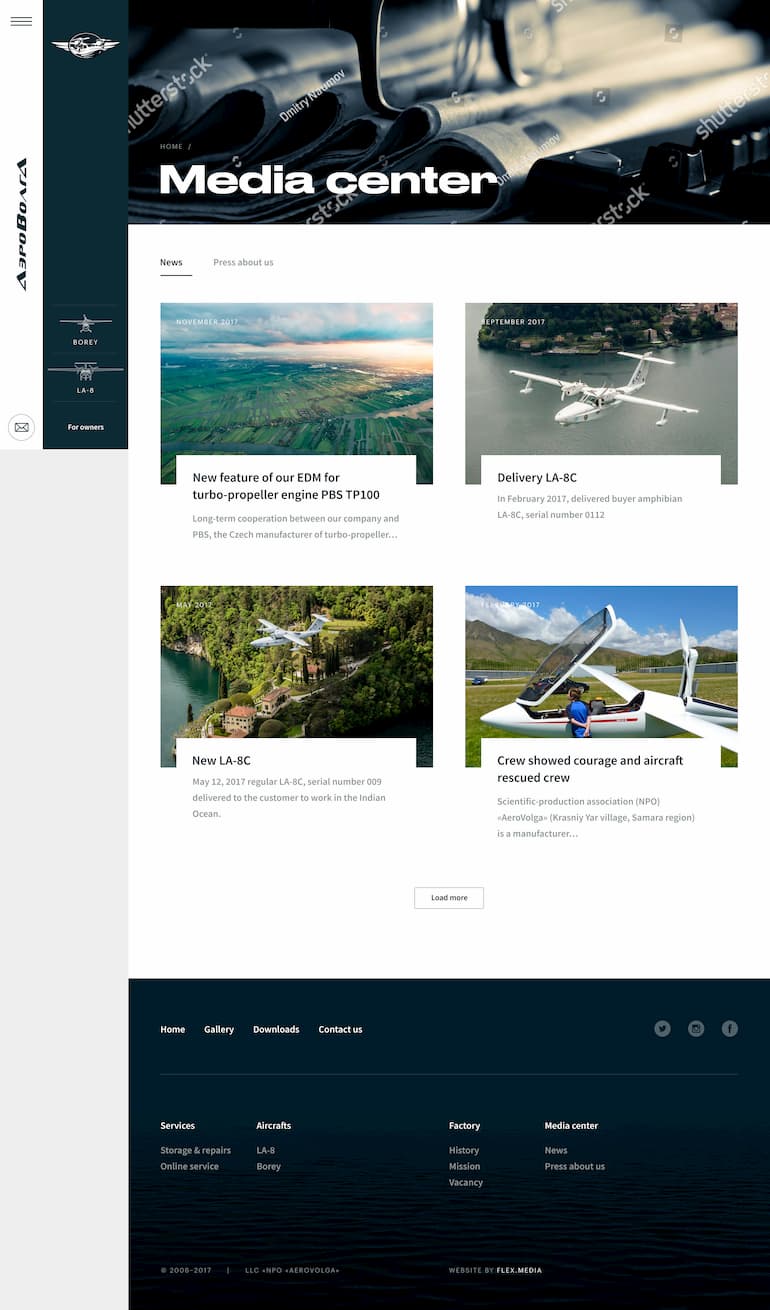 shutterstock
Dmitry Naumov
shutterstock
HOME /
Media center
АэроВолга
News
Press about us
BOREY
LA-8
For owners
NOVEMBER 2017
SEPTEMBER 2017
New feature of our EDM for
turbo-propeller engine PBS TP100
Long-term cooperation between our company and
PBS, the Czech manufacturer of turbo-propeller...
Delivery LA-8C
In February 2017, delivered buyer amphibian
LA-8C, serial number 0112
MAY 2017
FEBRUARY 2017
New LA-8C
May 12, 2017 regular LA-8C, serial number 009
delivered to the customer to work in the Indian
Ocean.
Crew showed courage and aircraft
rescued crew
Scientific-production association (NPO)
«AeroVolga» (Krasniy Yar village, Samara region)
is a manufacturer...
Load more
Home Gallery Downloads Contact us
Services Aircrafts Factory Media center
Storage & repairs LA-8 History News
Online service Borey Mission Press about us
Vacancy
© 2006–2017 | LLC «NPO «AEROVOLGA» WEBSITE BY FLEX.MEDIA